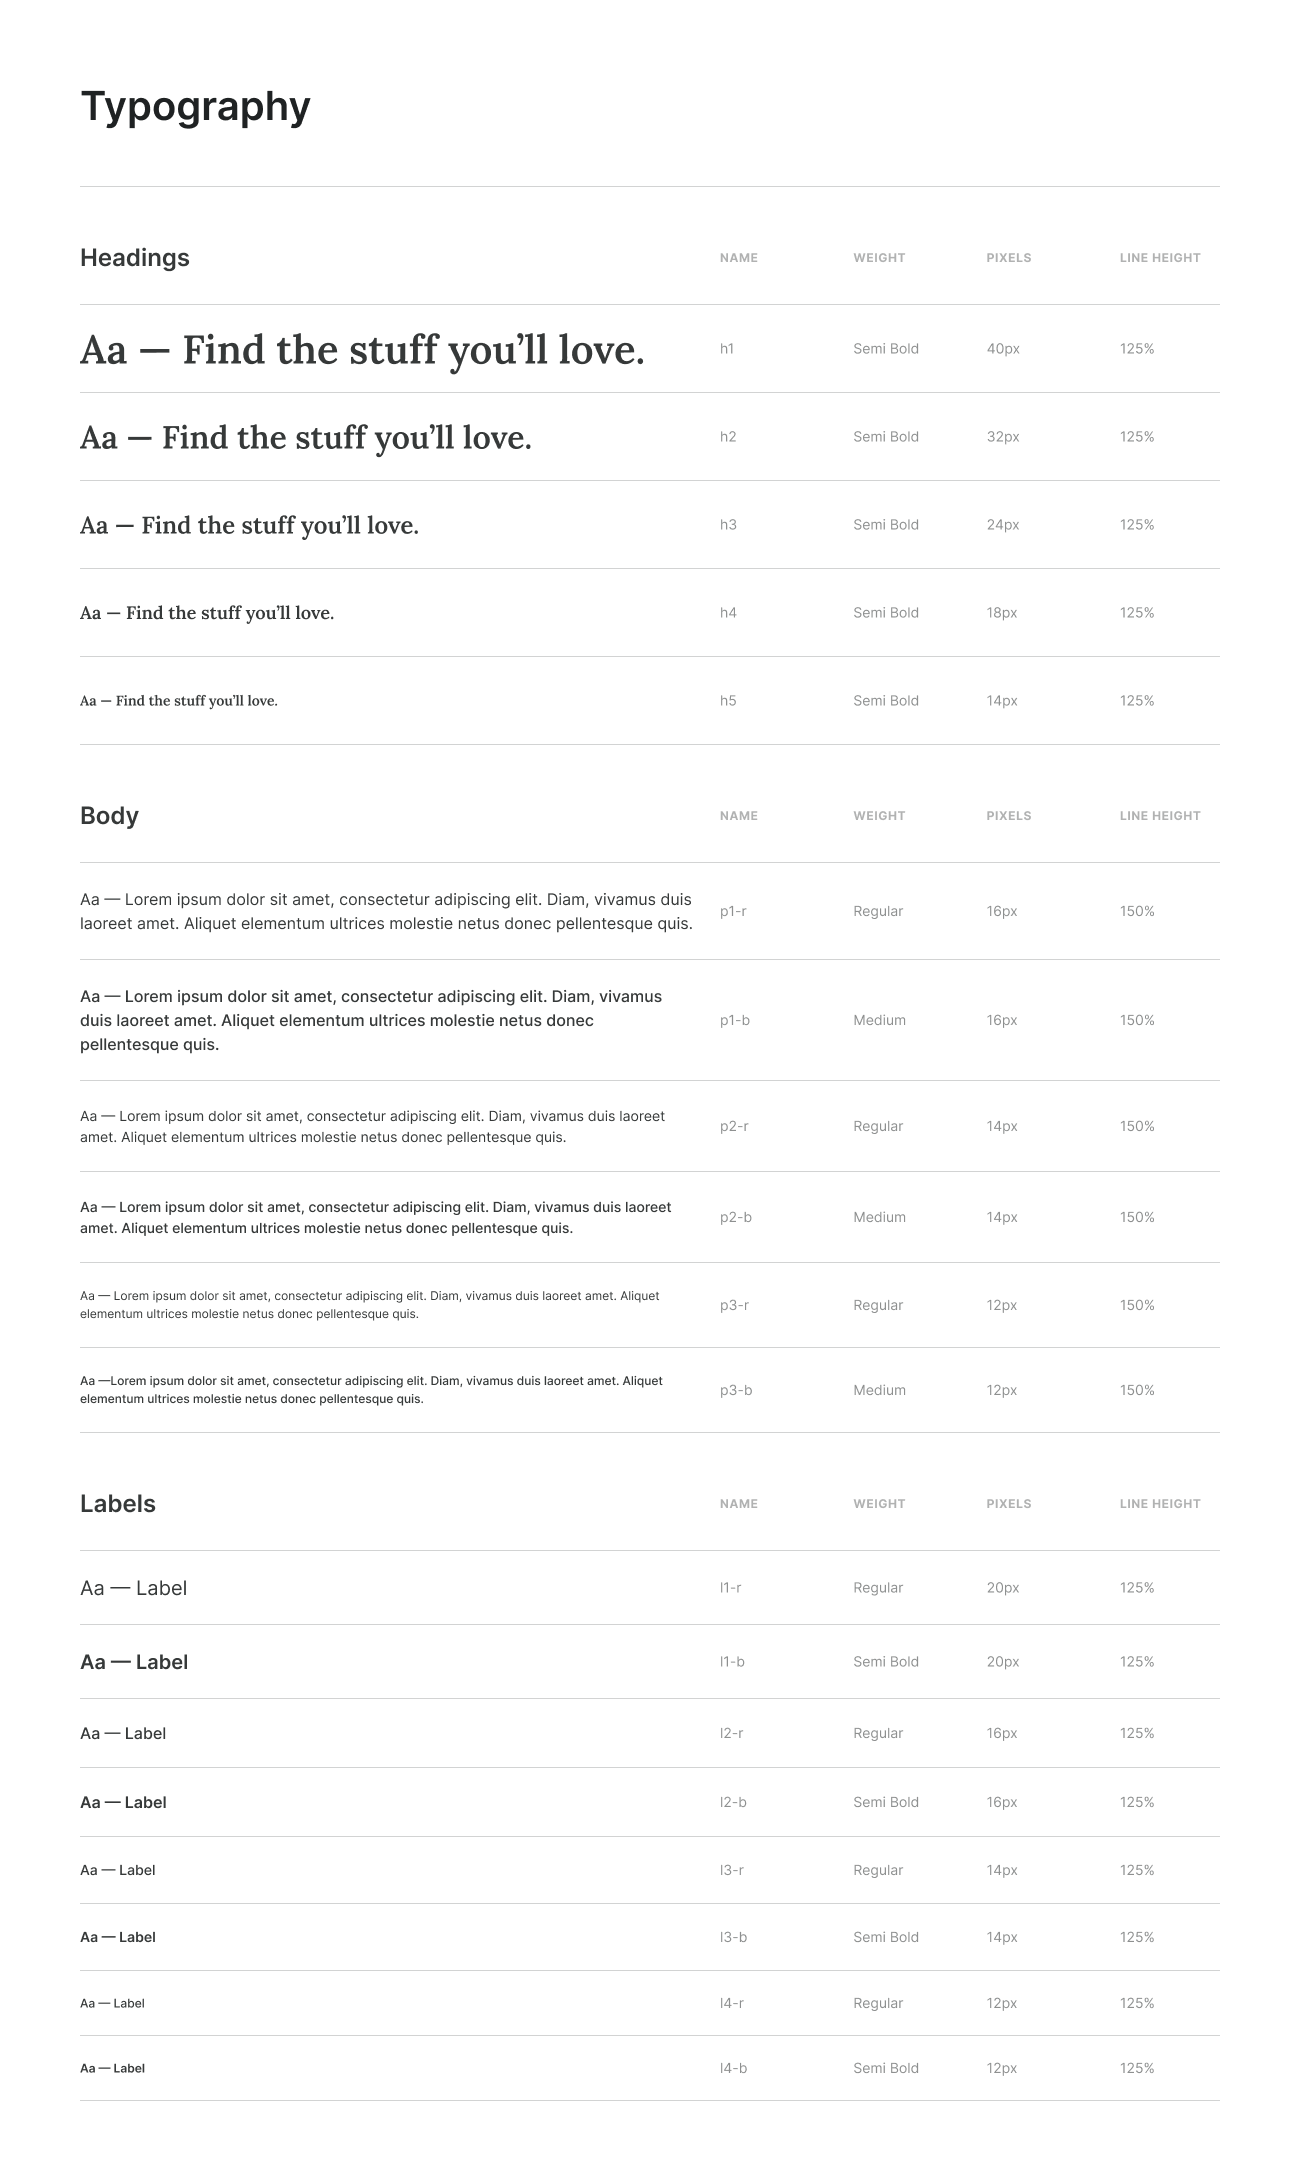 Typography
Headings NAME WEIGHT PIXELS LINE HEIGHT
Aa — Find the stuff you’ll love. h1 Semi Bold 40px 125%
Aa — Find the stuff you’ll love. h2 Semi Bold 32px 125%
Aa — Find the stuff you’ll love. h3 Semi Bold 24px 125%
Aa — Find the stuff you’ll love. h4 Semi Bold 18px 125%
Aa — Find the stuff you’ll love. h5 Semi Bold 14px 125%
Body NAME WEIGHT PIXELS LINE HEIGHT
Aa — Lorem ipsum dolor sit amet, consectetur adipiscing elit. Diam, vivamus duis
laoreet amet. Aliquet elementum ultrices molestie netus donec pellentesque quis.
p1-r Regular 16px 150%
Aa — Lorem ipsum dolor sit amet, consectetur adipiscing elit. Diam, vivamus
duis laoreet amet. Aliquet elementum ultrices molestie netus donec
pellentesque quis.
p1-b Medium 16px 150%
Aa — Lorem ipsum dolor sit amet, consectetur adipiscing elit. Diam, vivamus duis laoreet
amet. Aliquet elementum ultrices molestie netus donec pellentesque quis.
p2-r Regular 14px 150%
Aa — Lorem ipsum dolor sit amet, consectetur adipiscing elit. Diam, vivamus duis laoreet
amet. Aliquet elementum ultrices molestie netus donec pellentesque quis.
p2-b Medium 14px 150%
Aa — Lorem ipsum dolor sit amet, consectetur adipiscing elit. Diam, vivamus duis laoreet amet. Aliquet
elementum ultrices molestie netus donec pellentesque quis.
p3-r Regular 12px 150%
Aa —Lorem ipsum dolor sit amet, consectetur adipiscing elit. Diam, vivamus duis laoreet amet. Aliquet
elementum ultrices molestie netus donec pellentesque quis.
p3-b Medium 12px 150%
Labels NAME WEIGHT PIXELS LINE HEIGHT
Aa — Label l1-r Regular 20px 125%
Aa — Label l1-b Semi Bold 20px 125%
Aa — Label l2-r Regular 16px 125%
Aa — Label l2-b Semi Bold 16px 125%
Aa — Label l3-r Regular 14px 125%
Aa — Label l3-b Semi Bold 14px 125%
Aa — Label l4-r Regular 12px 125%
Aa — Label l4-b Semi Bold 12px 125%